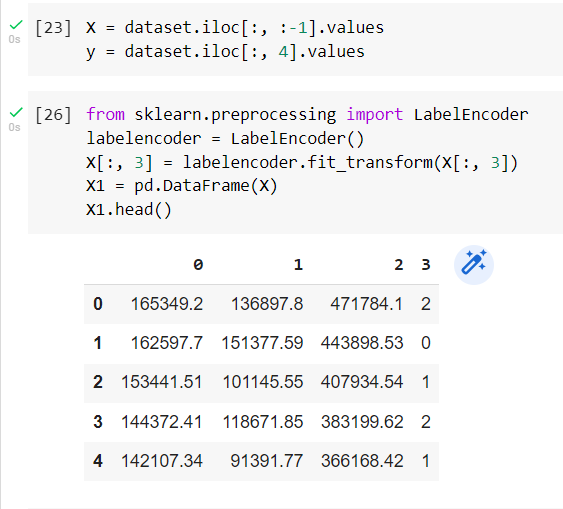 [23] X = dataset.iloc[:, :-1].values
0s
y = dataset.iloc[:, 4].values
[26] from sklearn.preprocessing import LabelEncoder
0s
labelencoder = LabelEncoder()
X[:, 3] = labelencoder.fit_transform(X[:, 3])
X1 = pd.DataFrame(X)
X1.head()
0 1 2 3
0 165349.2 136897.8 471784.1 2
1 162597.7 151377.59 443898.53 0
2 153441.51 101145.55 407934.54 1
3 144372.41 118671.85 383199.62 2
4 142107.34 91391.77 366168.42 1